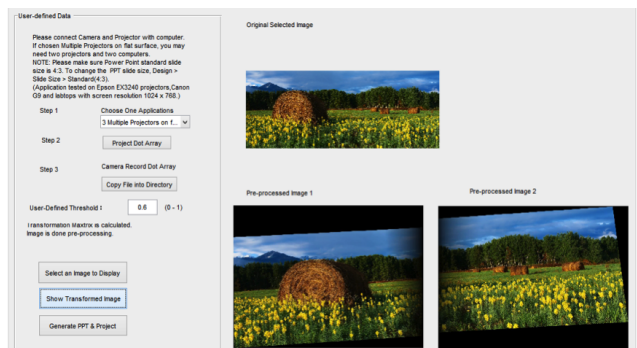 User-defined Data
Please connect Camera and Projector with computer.
If chosen Multiple Projectors on flat surface, you may
need two projectors and two computers.
NOTE: Please make sure Power Point standard slide
size is 4:3. To change the PPT slide size, Design >
Slide Size > Standard(4:3).
(Application tested on Epson EX3240 projectors,Canon
G9 and labtops with screen resolution 1024 x 768.)
Step 1
Choose One Applications
3 Multiple Projectors on f...
Step 2
Project Dot Array
Step 3
Camera Record Dot Array
Copy File into Directory
User-Defined Threshold :
0.6
(0 - 1)
Transformation Maxtrix is calculated.
Image is done pre-processing.
Select an Image to Display
Show Transformed Image
Generate PPT & Project
Original Selected Image
Pre-processed Image 1
Pre-processed Image 2